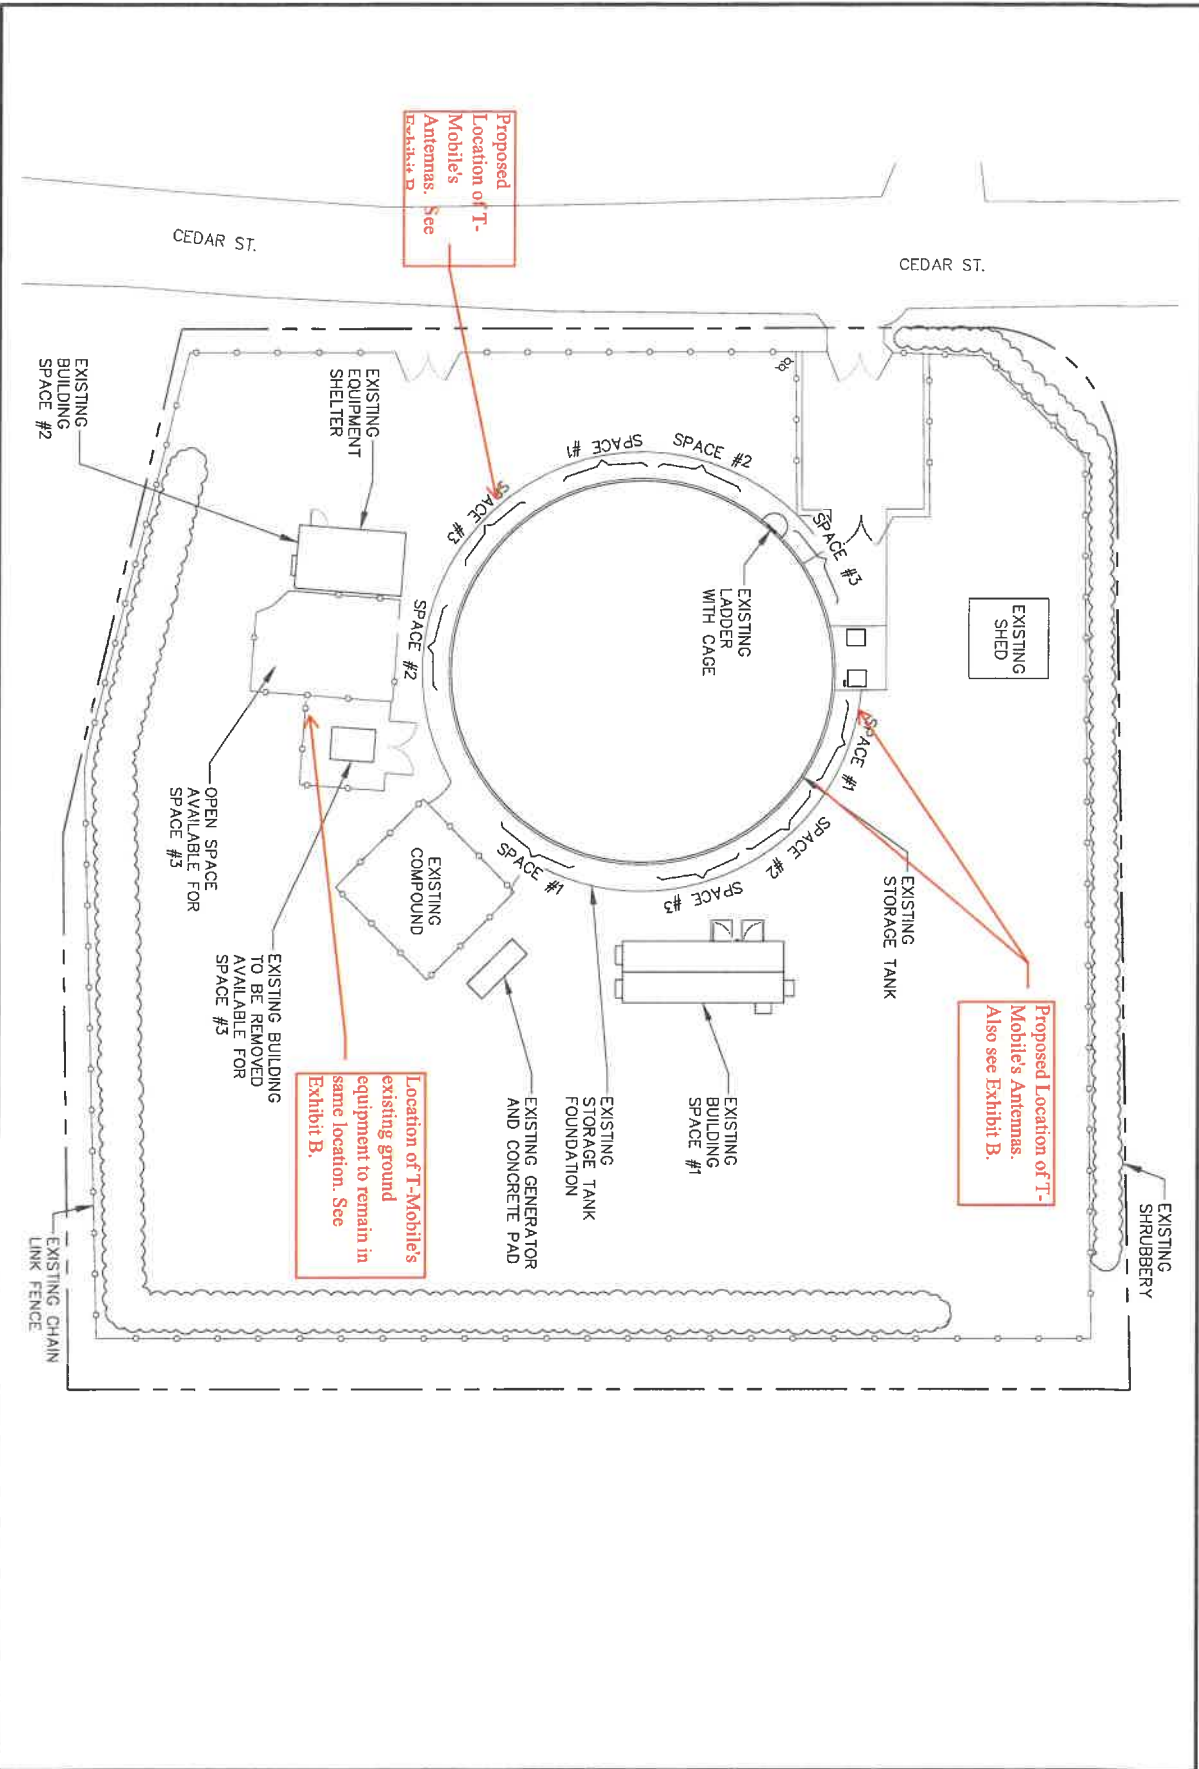 Proposed
Location of T-
Mobile's
Antennas. See
Exhibit B
CEDAR ST.
CEDAR ST.
EXISTING
BUILDING
SPACE #2
EXISTING
EQUIPMENT
SHELTER
SPACE #1
SPACE #2
SPACE #3
SPACE #3
SPACE #2
EXISTING
LADDER
WITH CAGE
EXISTING
SHED
SPACE #1
SPACE #2
SPACE #3
SPACE #1
EXISTING
STORAGE TANK
EXISTING
COMPOUND
OPEN SPACE
AVAILABLE FOR
SPACE #3
EXISTING BUILDING
TO BE REMOVED
AVAILABLE FOR
SPACE #3
Proposed Location of T-
Mobile's Antennas.
Also see Exhibit B.
EXISTING
BUILDING
SPACE #1
EXISTING
STORAGE TANK
FOUNDATION
EXISTING GENERATOR
AND CONCRETE PAD
Location of T-Mobile's
existing ground
equipment to remain in
same location. See
Exhibit B.
EXISTING
SHRUBBERY
EXISTING CHAIN
LINK FENCE